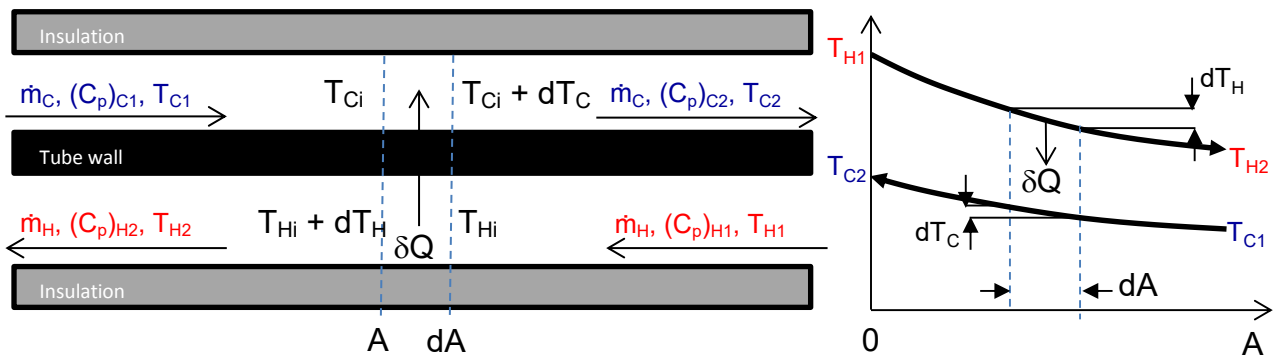 Insulation
ṁC, (Cp)C1, TC1
TCi
TCi + dTC
ṁC, (Cp)C2, TC2
Tube wall
ṁH, (Cp)H2, TH2
THi + dTH
δQ
THi
ṁH, (Cp)H1, TH1
Insulation
A
dA
TH1
dTH
TH2
TC2
δQ
dTC
TC1
dA
0
A